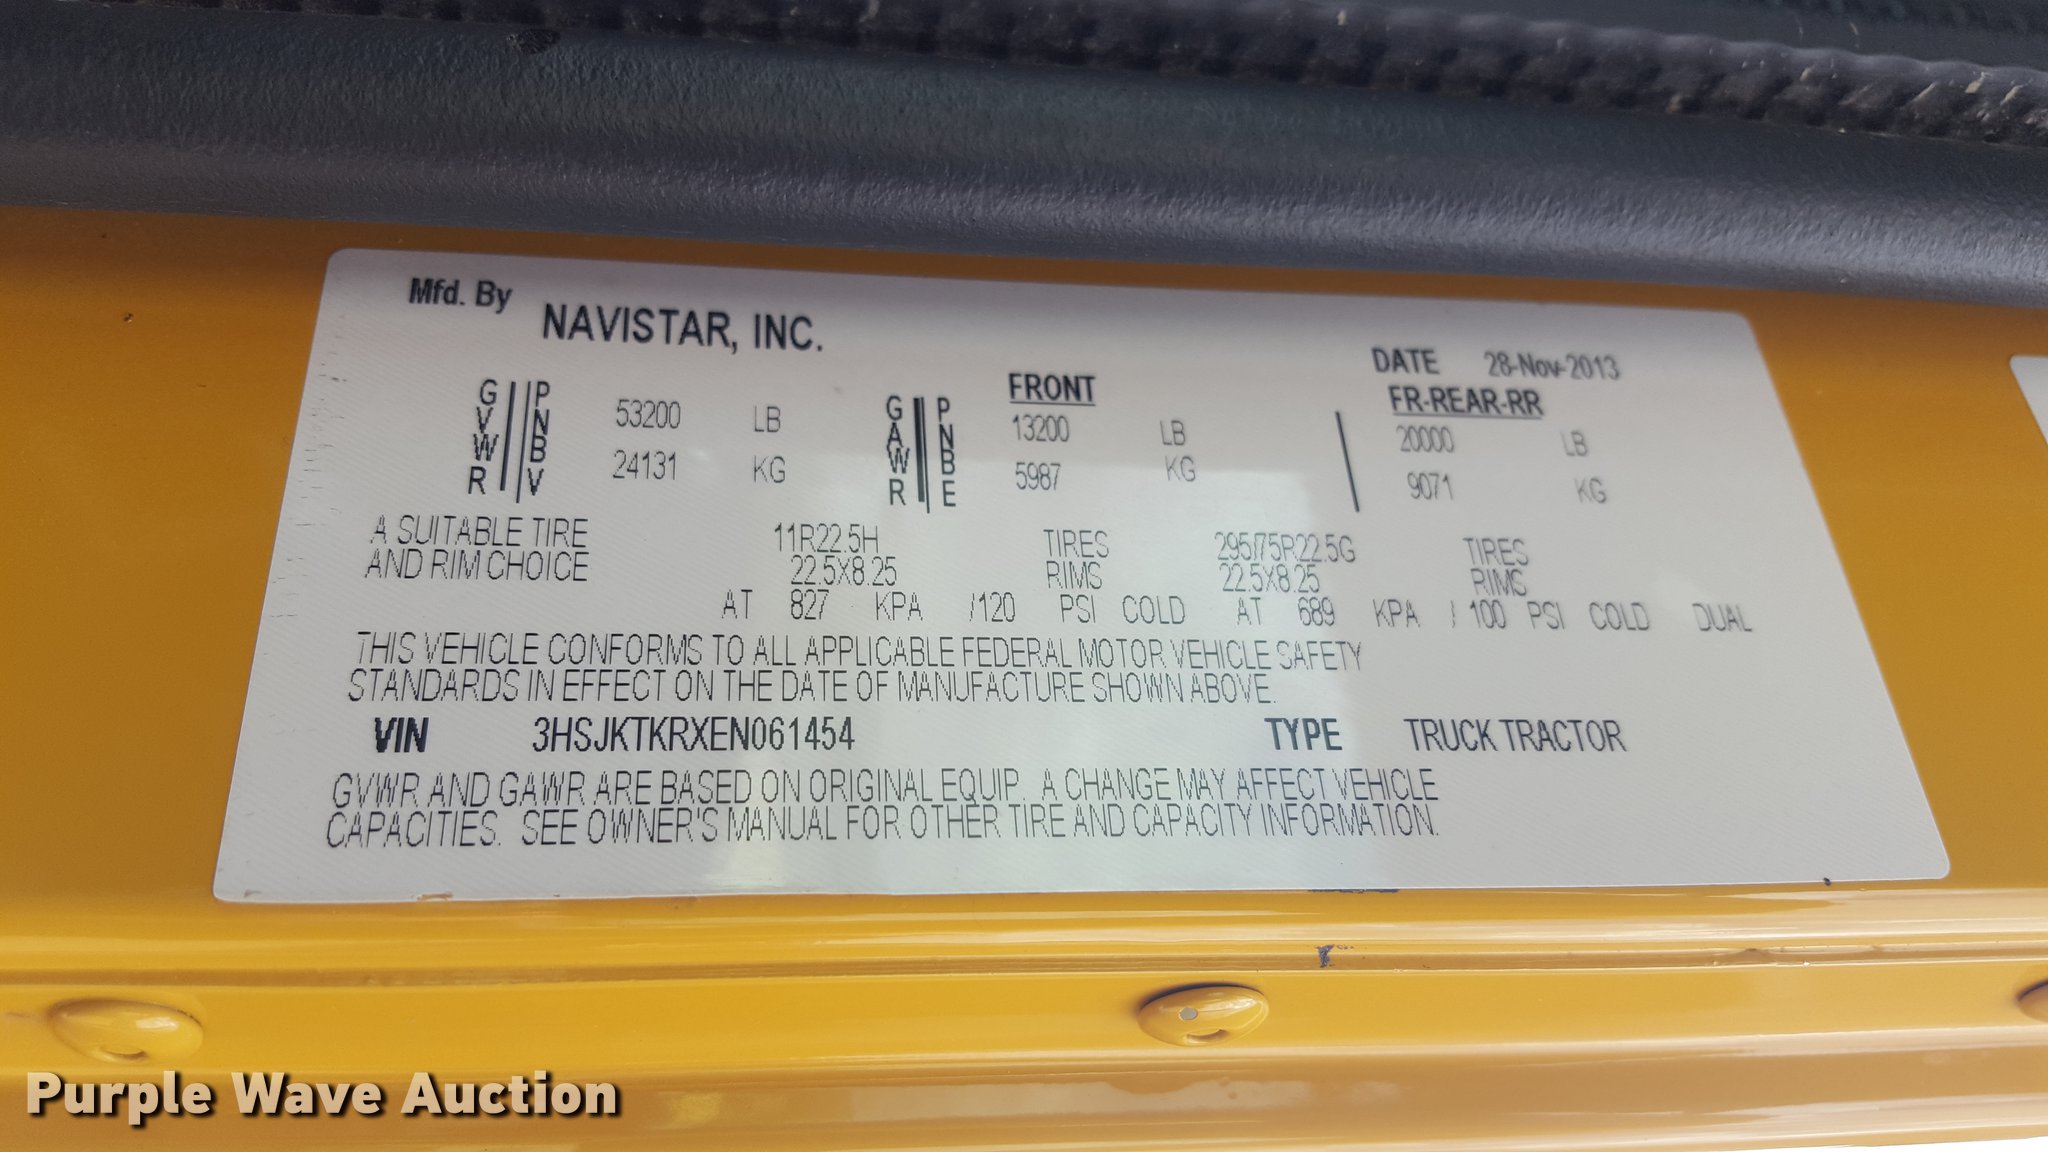 Mfd. By NAVISTAR, INC.
DATE 28-Nov-2013
FRONT FR-REAR-RR
GVWR PNBV 53200 LB GAWR PNBE 13200 LB 20000 LB
24131 KG 5987 KG 9071 KG
A SUITABLE TIRE 11R22.5H TIRES 295/75R22.5G TIRES
AND RIM CHOICE 22.5X8.25 RIMS 22.5X8.25 RIMS
AT 827 KPA /120 PSI COLD AT 689 KPA / 100 PSI COLD DUAL
THIS VEHICLE CONFORMS TO ALL APPLICABLE FEDERAL MOTOR VEHICLE SAFETY
STANDARDS IN EFFECT ON THE DATE OF MANUFACTURE SHOWN ABOVE.
VIN 3HSJKTKRXEN061454 TYPE TRUCK TRACTOR
GVWR AND GAWR ARE BASED ON ORIGINAL EQUIP. A CHANGE MAY AFFECT VEHICLE
CAPACITIES. SEE OWNER'S MANUAL FOR OTHER TIRE AND CAPACITY INFORMATION.
Purple Wave Auction